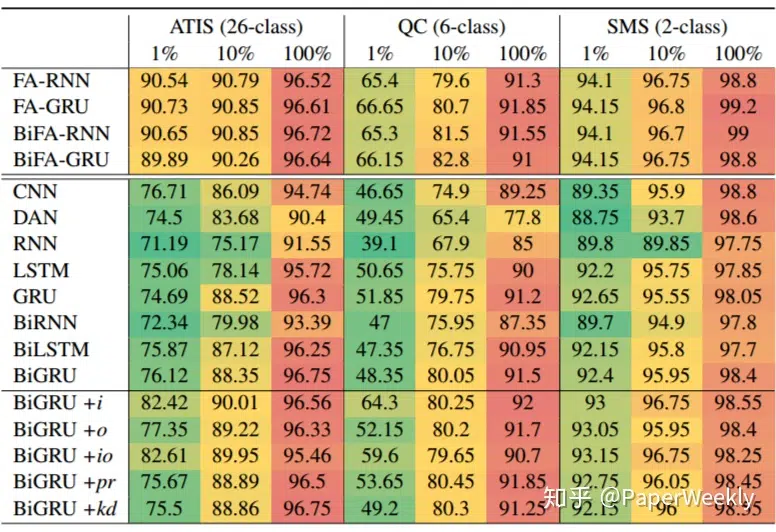 ATIS (26-class) QC (6-class) SMS (2-class)
1% 10% 100% 1% 10% 100% 1% 10% 100%
FA-RNN 90.54 90.79 96.52 65.4 79.6 91.3 94.1 96.75 98.8
FA-GRU 90.73 90.85 96.61 66.65 80.7 91.85 94.15 96.8 99.2
BiFA-RNN 90.65 90.85 96.72 65.3 81.5 91.55 94.1 96.7 99
BiFA-GRU 89.89 90.26 96.64 66.15 82.8 91 94.15 96.75 98.8
CNN 76.71 86.09 94.74 46.65 74.9 89.25 89.35 95.9 98.8
DAN 74.5 83.68 90.4 49.45 65.4 77.8 88.75 93.7 98.6
RNN 71.19 75.17 91.55 39.1 67.9 85 89.8 89.85 97.75
LSTM 75.06 78.14 95.72 50.65 75.75 90 92.2 95.75 97.85
GRU 74.69 88.52 96.3 51.85 79.75 91.2 92.65 95.55 98.05
BiRNN 72.34 79.98 93.39 47 75.95 87.35 89.7 94.9 97.8
BiLSTM 75.87 87.12 96.25 47.35 76.75 90.95 92.15 95.8 97.7
BiGRU 76.12 88.35 96.75 48.35 80.05 91.5 92.4 95.95 98.4
BiGRU +i 82.42 90.01 96.56 64.3 80.25 92 93 96.75 98.55
BiGRU +o 77.35 89.22 96.33 52.15 80.2 91.7 93.05 95.95 98.4
BiGRU +io 82.61 89.95 95.46 59.6 79.65 90.7 93.15 96.75 98.25
BiGRU +pr 75.67 88.89 96.5 53.65 80.45 91.85 92.75 96.05 98.45
BiGRU +kd 75.5 88.86 96.75 49.2 80.3 91.25 92.15 96
知乎 @PaperWeekly